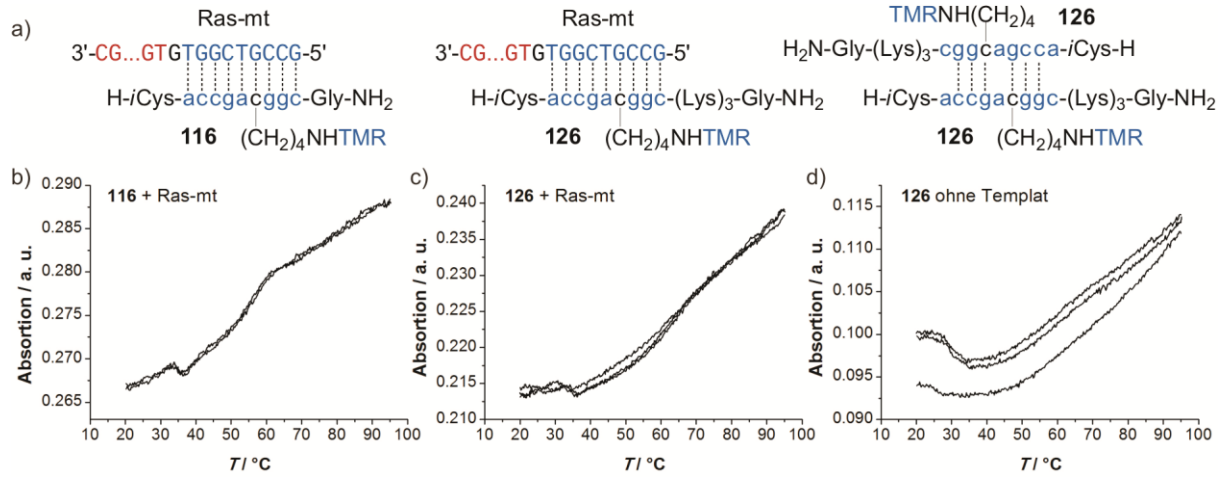 a)
Ras-mt
3'-CG...GTGTGGCTGCCG-5'
H-iCys-accgacggc-Gly-NH2
116 (CH2)4NHTMR
Ras-mt
3'-CG...GTGTGGCTGCCG-5'
H-iCys-accgacggc-(Lys)3-Gly-NH2
126 (CH2)4NHTMR
TMRNH(CH2)4 126
H2N-Gly-(Lys)3-cggcagcca-iCys-H
H-iCys-accgacggc-(Lys)3-Gly-NH2
126 (CH2)4NHTMR
b)
116 + Ras-mt
Absortion / a. u.
0.290
0.285
0.280
0.275
0.270
0.265
10 20 30 40 50 60 70 80 90 100
T / °C
c)
126 + Ras-mt
Absortion / a. u.
0.240
0.235
0.230
0.225
0.220
0.215
0.210
10 20 30 40 50 60 70 80 90 100
T / °C
d)
126 ohne Templat
Absortion / a. u.
0.115
0.110
0.105
0.100
0.095
0.090
10 20 30 40 50 60 70 80 90 100
T / °C